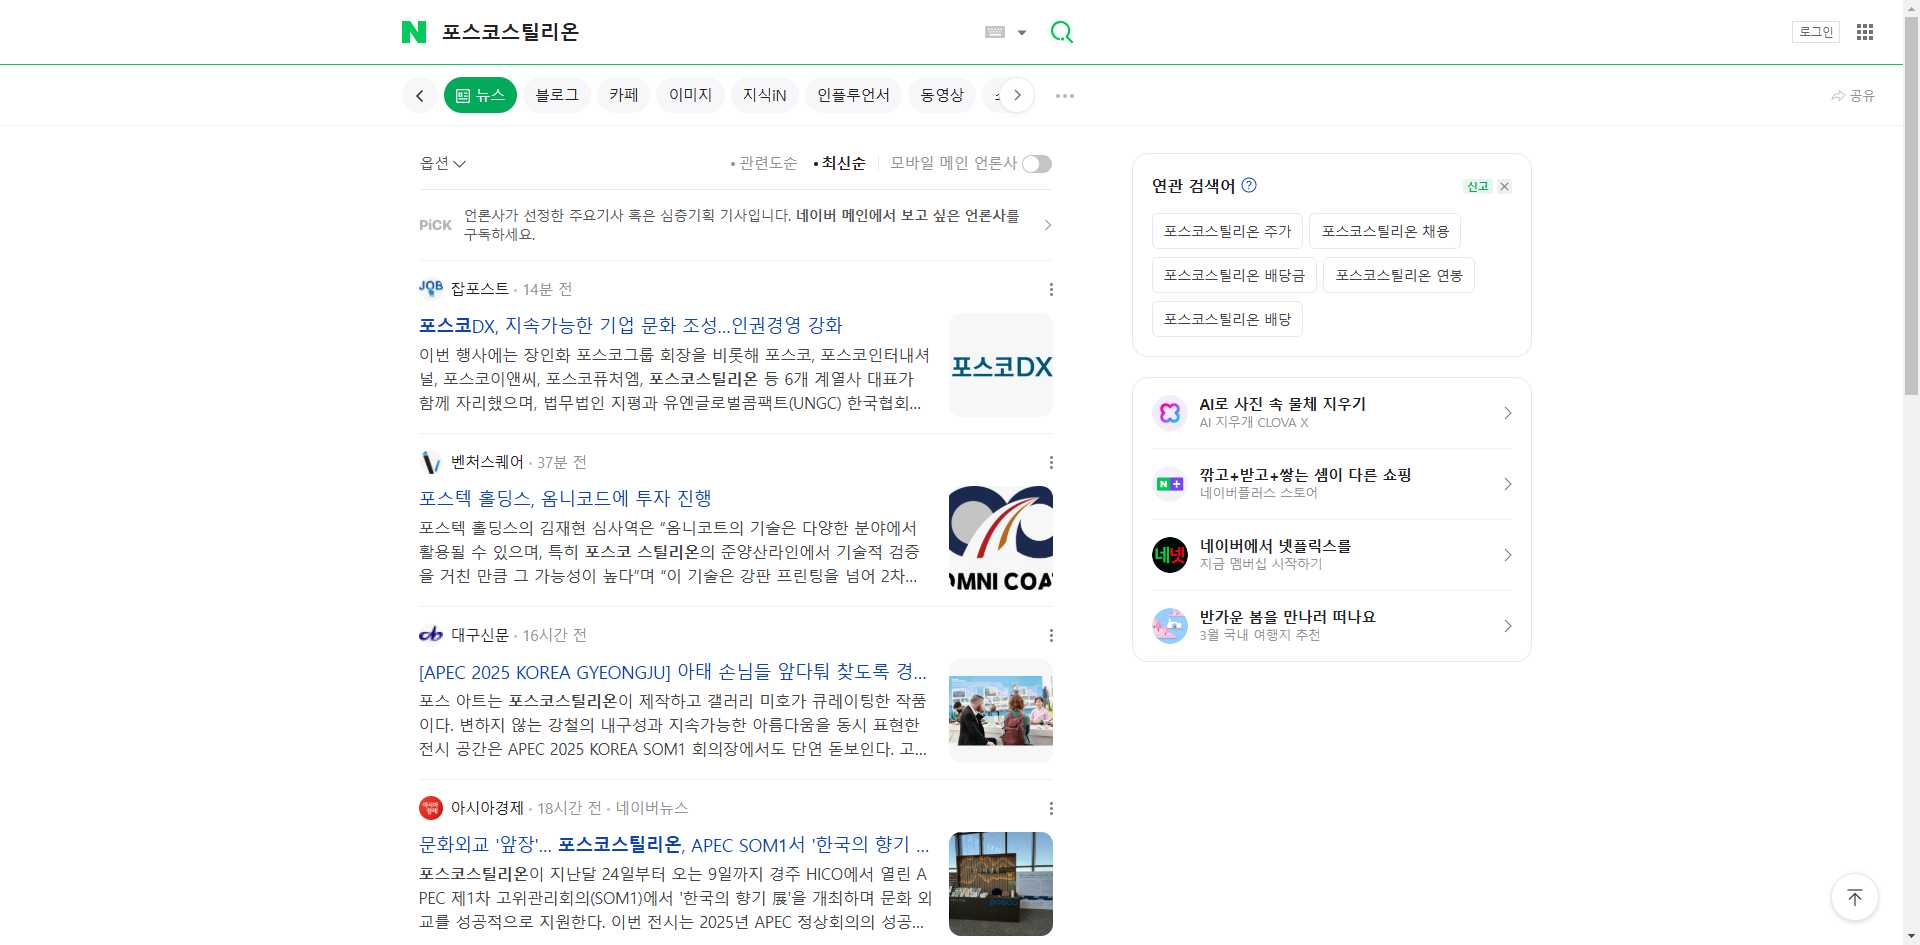 포스코스틸리온
로그인
뉴스
블로그
카페
이미지
지식iN
인플루언서
동영상
공유
옵션
관련도순
최신순
모바일 메인 언론사
PiCK
언론사가 선정한 주요기사 혹은 심층기획 기사입니다. 네이버 메인에서 보고 싶은 언론사를
구독하세요.
JOB
잡포스트 · 14분 전
포스코DX, 지속가능한 기업 문화 조성...인권경영 강화
이번 행사에는 장인화 포스코그룹 회장을 비롯해 포스코, 포스코인터내셔
널, 포스코이앤씨, 포스코퓨처엠, 포스코스틸리온 등 6개 계열사 대표가
함께 자리했으며, 법무법인 지평과 유엔글로벌콤팩트(UNGC) 한국협회...
포스코DX
벤처스퀘어 · 37분 전
포스텍 홀딩스, 옴니코드에 투자 진행
포스텍 홀딩스의 김재현 심사역은 “옴니코트의 기술은 다양한 분야에서
활용될 수 있으며, 특히 포스코 스틸리온의 준양산라인에서 기술적 검증
을 거친 만큼 그 가능성이 높다”며 “이 기술은 강판 프린팅을 넘어 2차...
OMNI COA
대구신문 · 16시간 전
[APEC 2025 KOREA GYEONGJU] 아태 손님들 앞다퉈 찾도록 경...
포스 아트는 포스코스틸리온이 제작하고 갤러리 미호가 큐레이팅한 작품
이다. 변하지 않는 강철의 내구성과 지속가능한 아름다움을 동시 표현한
전시 공간은 APEC 2025 KOREA SOM1 회의장에서도 단연 돋보인다. 고...
아시아경제 · 18시간 전 · 네이버뉴스
문화외교 '앞장'... 포스코스틸리온, APEC SOM1서 '한국의 향기 ...
포스코스틸리온이 지난달 24일부터 오는 9일까지 경주 HICO에서 열린 A
PEC 제1차 고위관리회의(SOM1)에서 '한국의 향기 展'을 개최하며 문화 외
교를 성공적으로 지원한다. 이번 전시는 2025년 APEC 정상회의의 성공...
posco
연관 검색어
신고
포스코스틸리온 주가
포스코스틸리온 채용
포스코스틸리온 배당금
포스코스틸리온 연봉
포스코스틸리온 배당
AI로 사진 속 물체 지우기
AI 지우개 CLOVA X
N +
깎고+받고+쌓는 셈이 다른 쇼핑
네이버플러스 스토어
네넷
네이버에서 넷플릭스를
지금 멤버십 시작하기
반가운 봄을 만나러 떠나요
3월 국내 여행지 추천